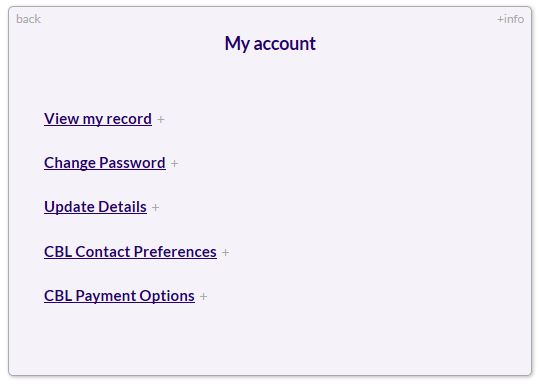 back +info
My account
View my record +
Change Password +
Update Details +
CBL Contact Preferences +
CBL Payment Options +